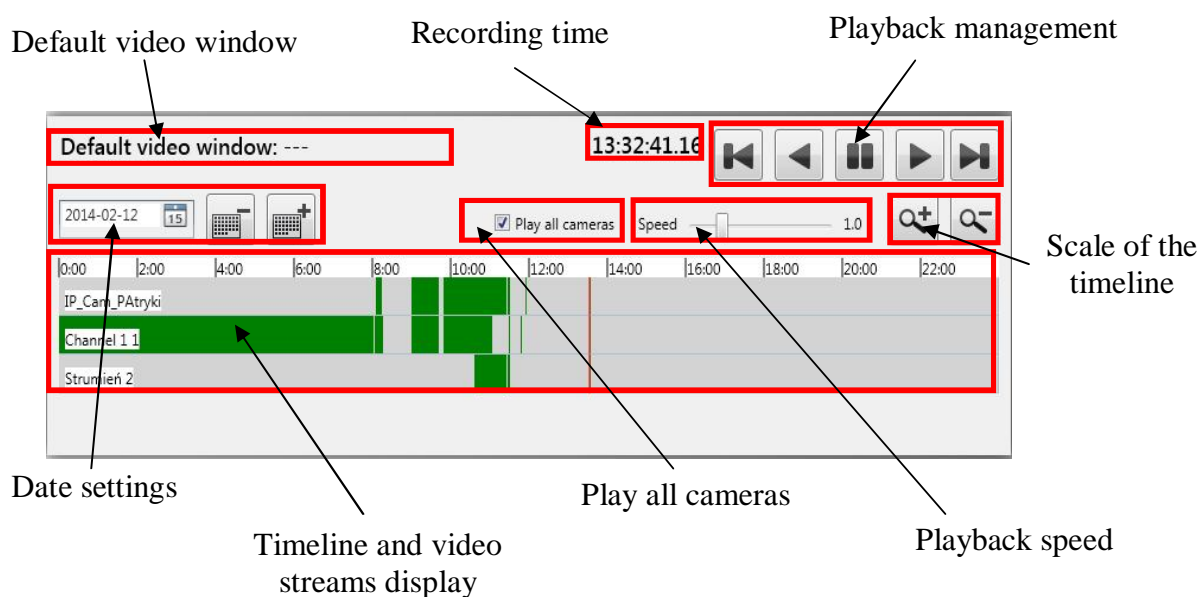 Default video window
Recording time
Playback management
Default video window: ---
13:32:41.16
2014-02-12
15
Play all cameras
Speed
1.0
Scale of the
timeline
0:00 2:00 4:00 6:00 8:00 10:00 12:00 14:00 16:00 18:00 20:00 22:00
IP_Cam_PAtryki
Channel 1 1
Strumień 2
Date settings
Play all cameras
Playback speed
Timeline and video
streams display